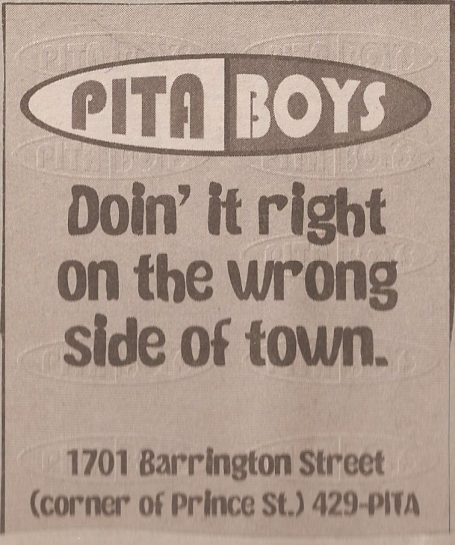 PITA BOYS
Doin' it right
on the wrong
side of town.
1701 Barrington Street
(corner of Prince St.) 429-PITA